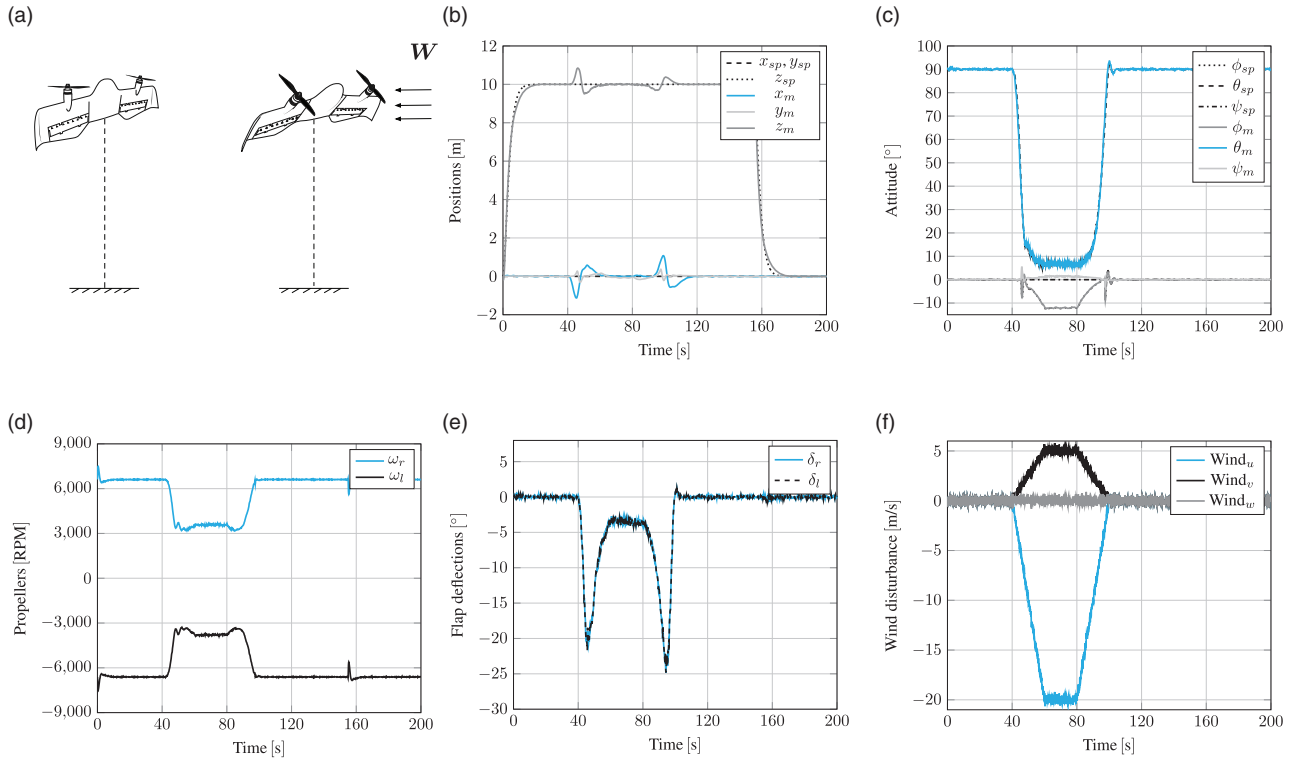 (a)
W
(b)
12
10
8
6
4
2
0
−2
0
40
80
120
160
200
Positions [m]
Time [s]
x_sp, y_sp
z_sp
x_m
y_m
z_m
(c)
100
90
80
70
60
50
40
30
20
10
0
−10
0
40
80
120
160
200
Attitude [°]
Time [s]
ϕ_sp
θ_sp
ψ_sp
ϕ_m
θ_m
ψ_m
(d)
9,000
6,000
3,000
0
−3,000
−6,000
−9,000
0
40
80
120
160
200
Propellers [RPM]
Time [s]
ω_r
ω_l
(e)
5
0
−5
−10
−15
−20
−25
−30
0
40
80
120
160
200
Flap deflections [°]
Time [s]
δ_r
δ_l
(f)
5
0
−5
−10
−15
−20
0
40
80
120
160
200
Wind disturbance [m/s]
Time [s]
Wind_u
Wind_v
Wind_w